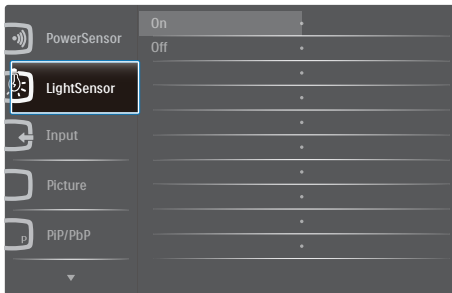 PowerSensor
On
Off
LightSensor
Input
Picture
P
PiP/PbP